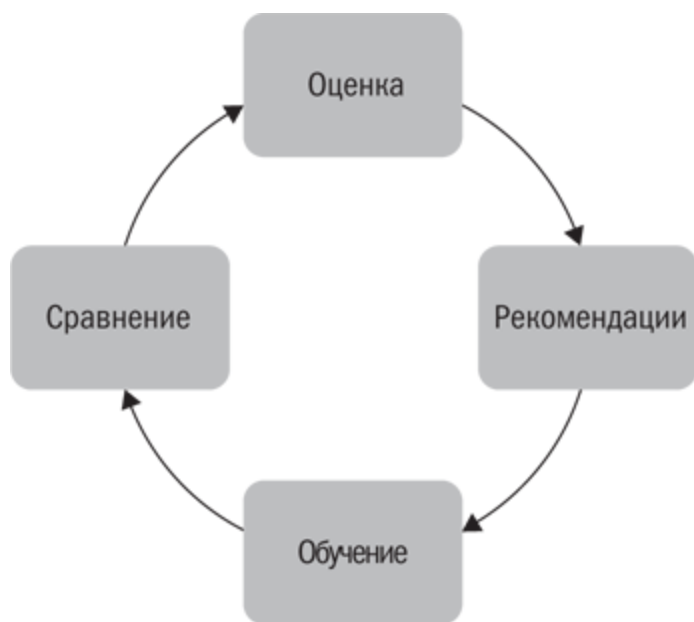 Оценка
Сравнение
Рекомендации
Обучение